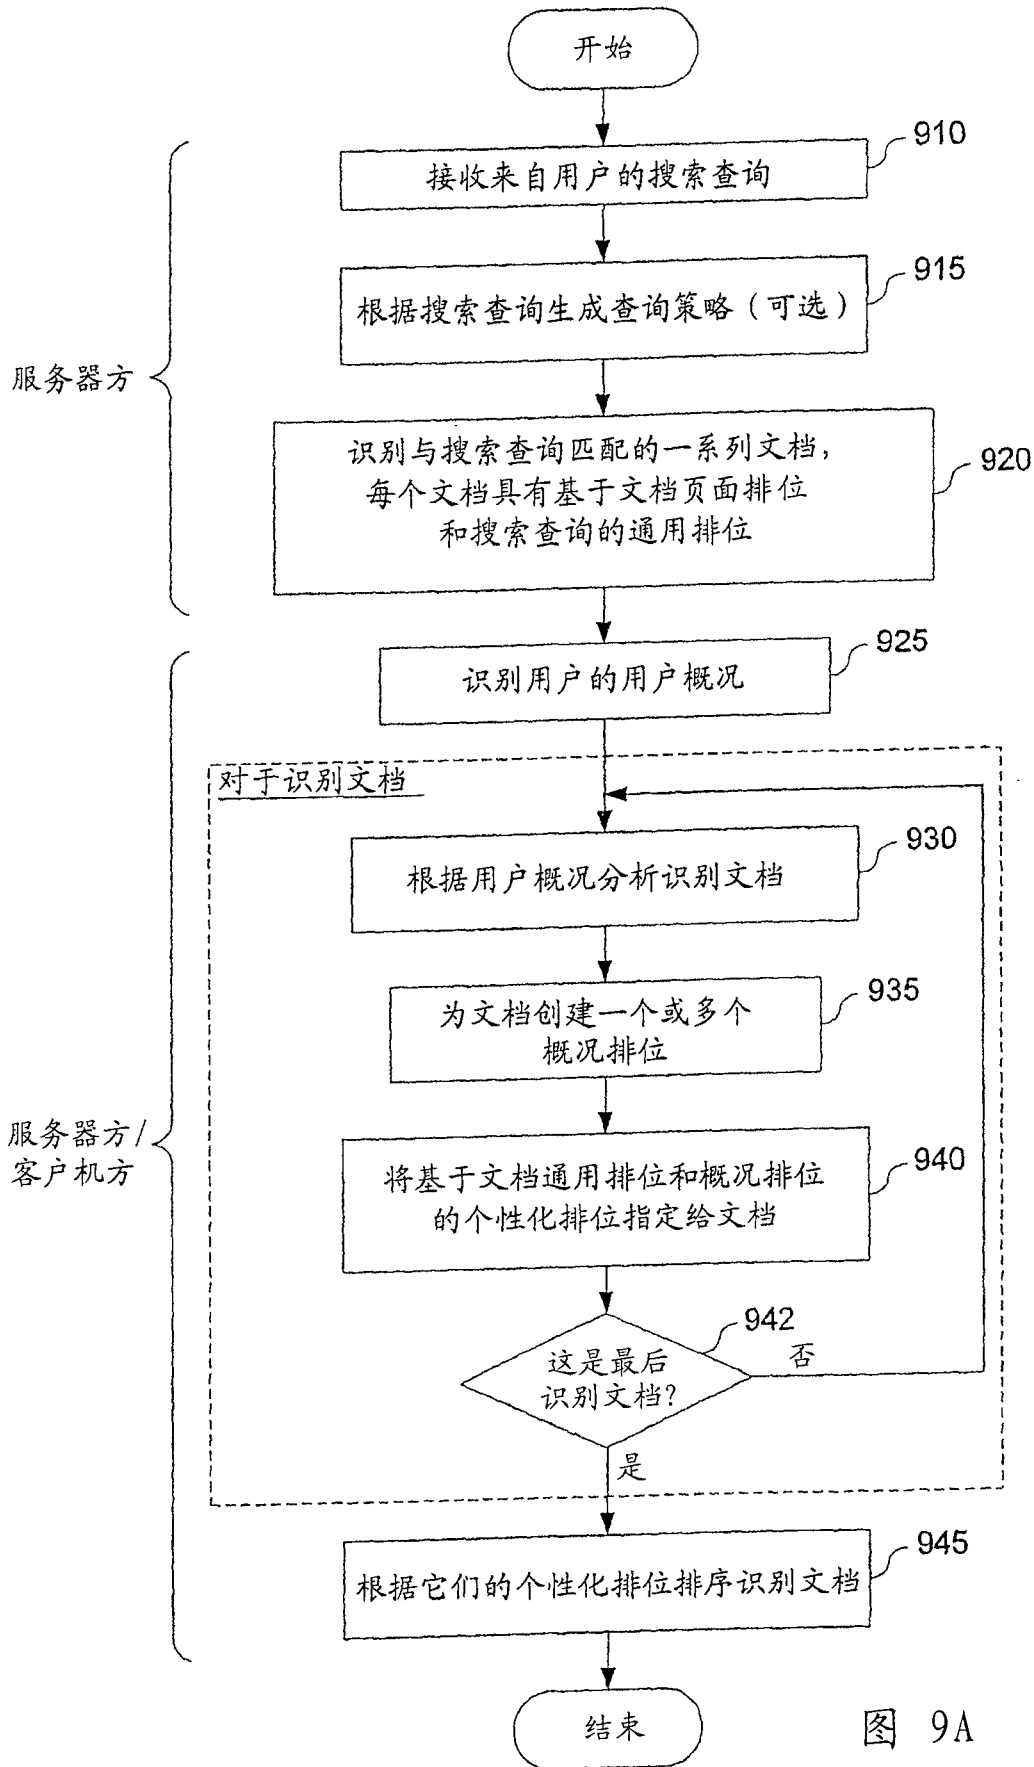 开始
910
接收来自用户的搜索查询
915
根据搜索查询生成查询策略（可选）
服务器方
识别与搜索查询匹配的一系列文档，
每个文档具有基于文档页面排位
和搜索查询的通用排位
920
925
识别用户的用户概况
对于识别文档
930
根据用户概况分析识别文档
935
为文档创建一个或多个
概况排位
服务器方/
客户机方
940
将基于文档通用排位和概况排位
的个性化排位指定给文档
942
这是最后
识别文档?
否
是
945
根据它们的个性化排位排序识别文档
结束
图 9A